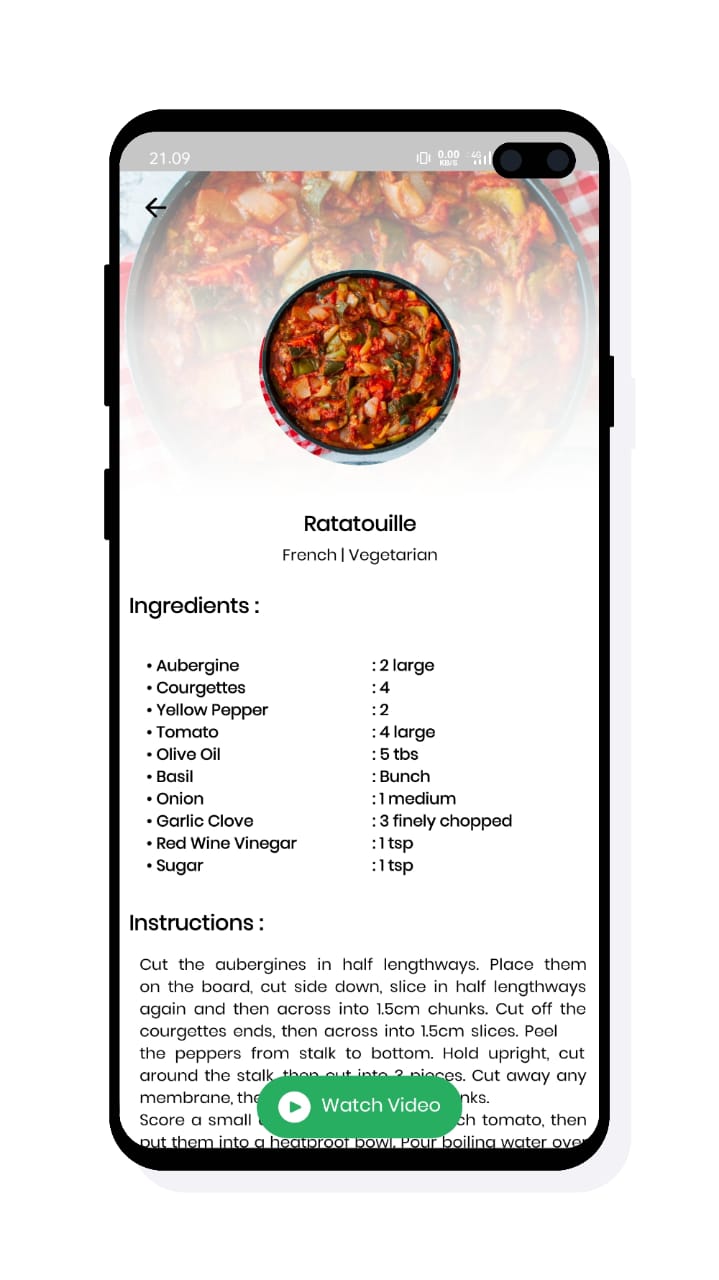 21.09
0.00
KB/S
4G
Ratatouille
French | Vegetarian
Ingredients :
• Aubergine : 2 large
• Courgettes : 4
• Yellow Pepper : 2
• Tomato : 4 large
• Olive Oil : 5 tbs
• Basil : Bunch
• Onion : 1 medium
• Garlic Clove : 3 finely chopped
• Red Wine Vinegar : 1 tsp
• Sugar : 1 tsp
Instructions :
Cut the aubergines in half lengthways. Place them
on the board, cut side down, slice in half lengthways
again and then across into 1.5cm chunks. Cut off the
courgettes ends, then across into 1.5cm slices. Peel
the peppers from stalk to bottom. Hold upright, cut
around the stalk, then cut into 3 pieces. Cut away any
membrane,
Score a small tomato, then
put them into a heatproof bowl. Pour boiling water over
Watch Video